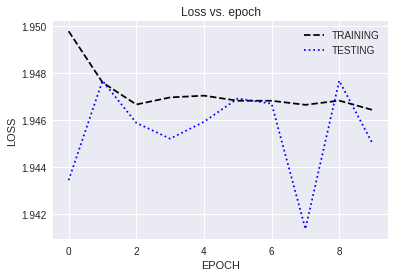 Loss vs. epoch
TRAINING
TESTING
1.950
1.948
1.946
1.944
1.942
LOSS
0
2
4
6
8
EPOCH